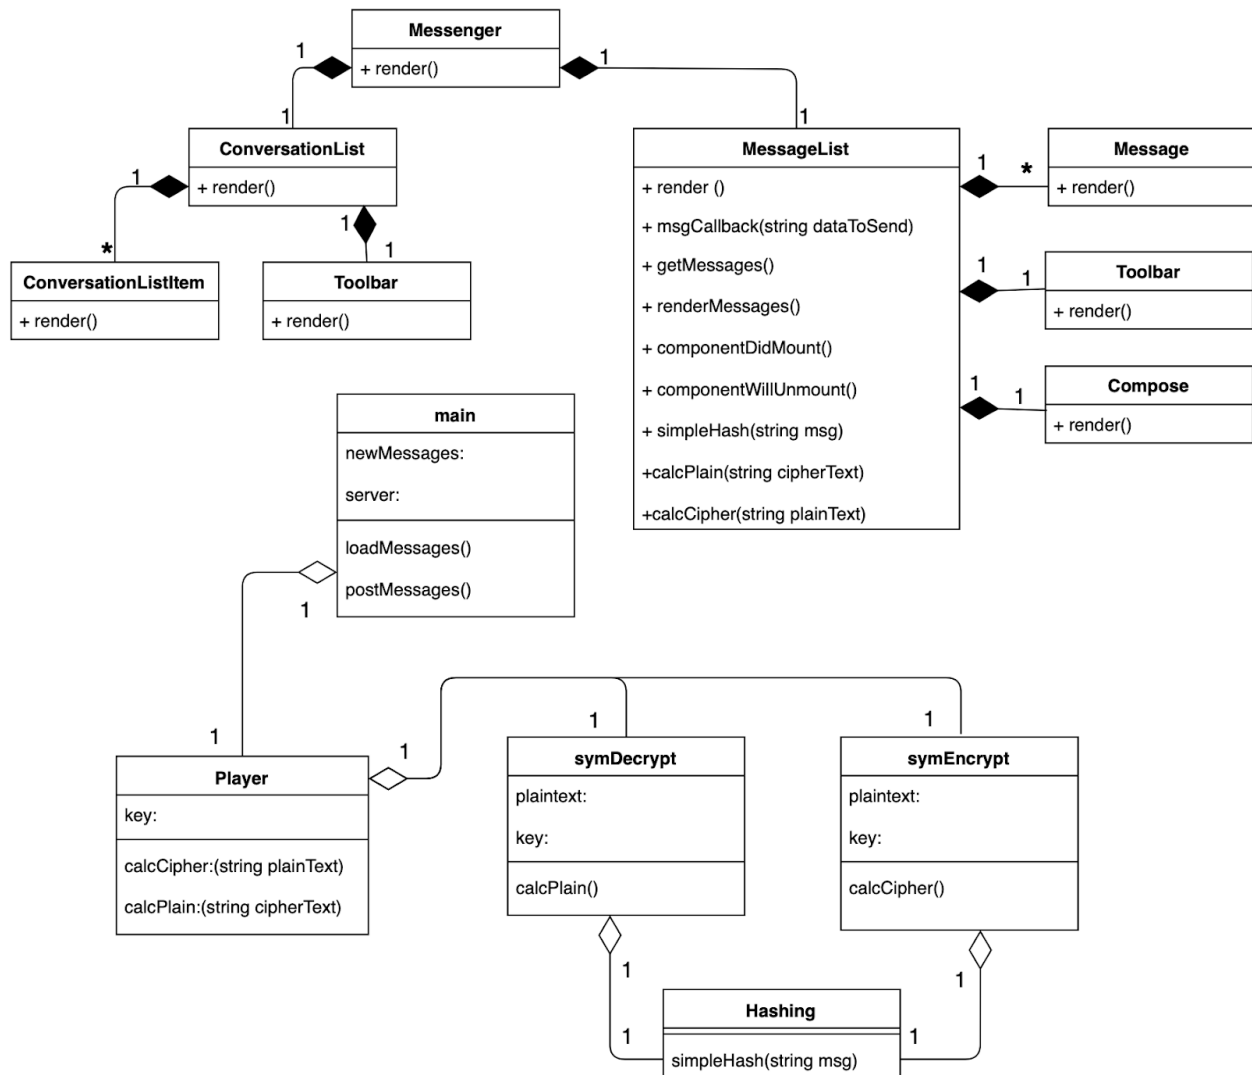 Messenger
+ render()
1
1
1
1
ConversationList
+ render()
1
*
1
1
ConversationListItem
+ render()
Toolbar
+ render()
MessageList
+ render ()
+ msgCallback(string dataToSend)
+ getMessages()
+ renderMessages()
+ componentDidMount()
+ componentWillUnmount()
+ simpleHash(string msg)
+calcPlain(string cipherText)
+calcCipher(string plainText)
1
*
Message
+ render()
1
1
Toolbar
+ render()
1
1
Compose
+ render()
main
newMessages:
server:
loadMessages()
postMessages()
1
1
Player
key:
calcCipher:(string plainText)
calcPlain:(string cipherText)
1
1
1
symDecrypt
plaintext:
key:
calcPlain()
symEncrypt
plaintext:
key:
calcCipher()
1
1
1
1
Hashing
simpleHash(string msg)